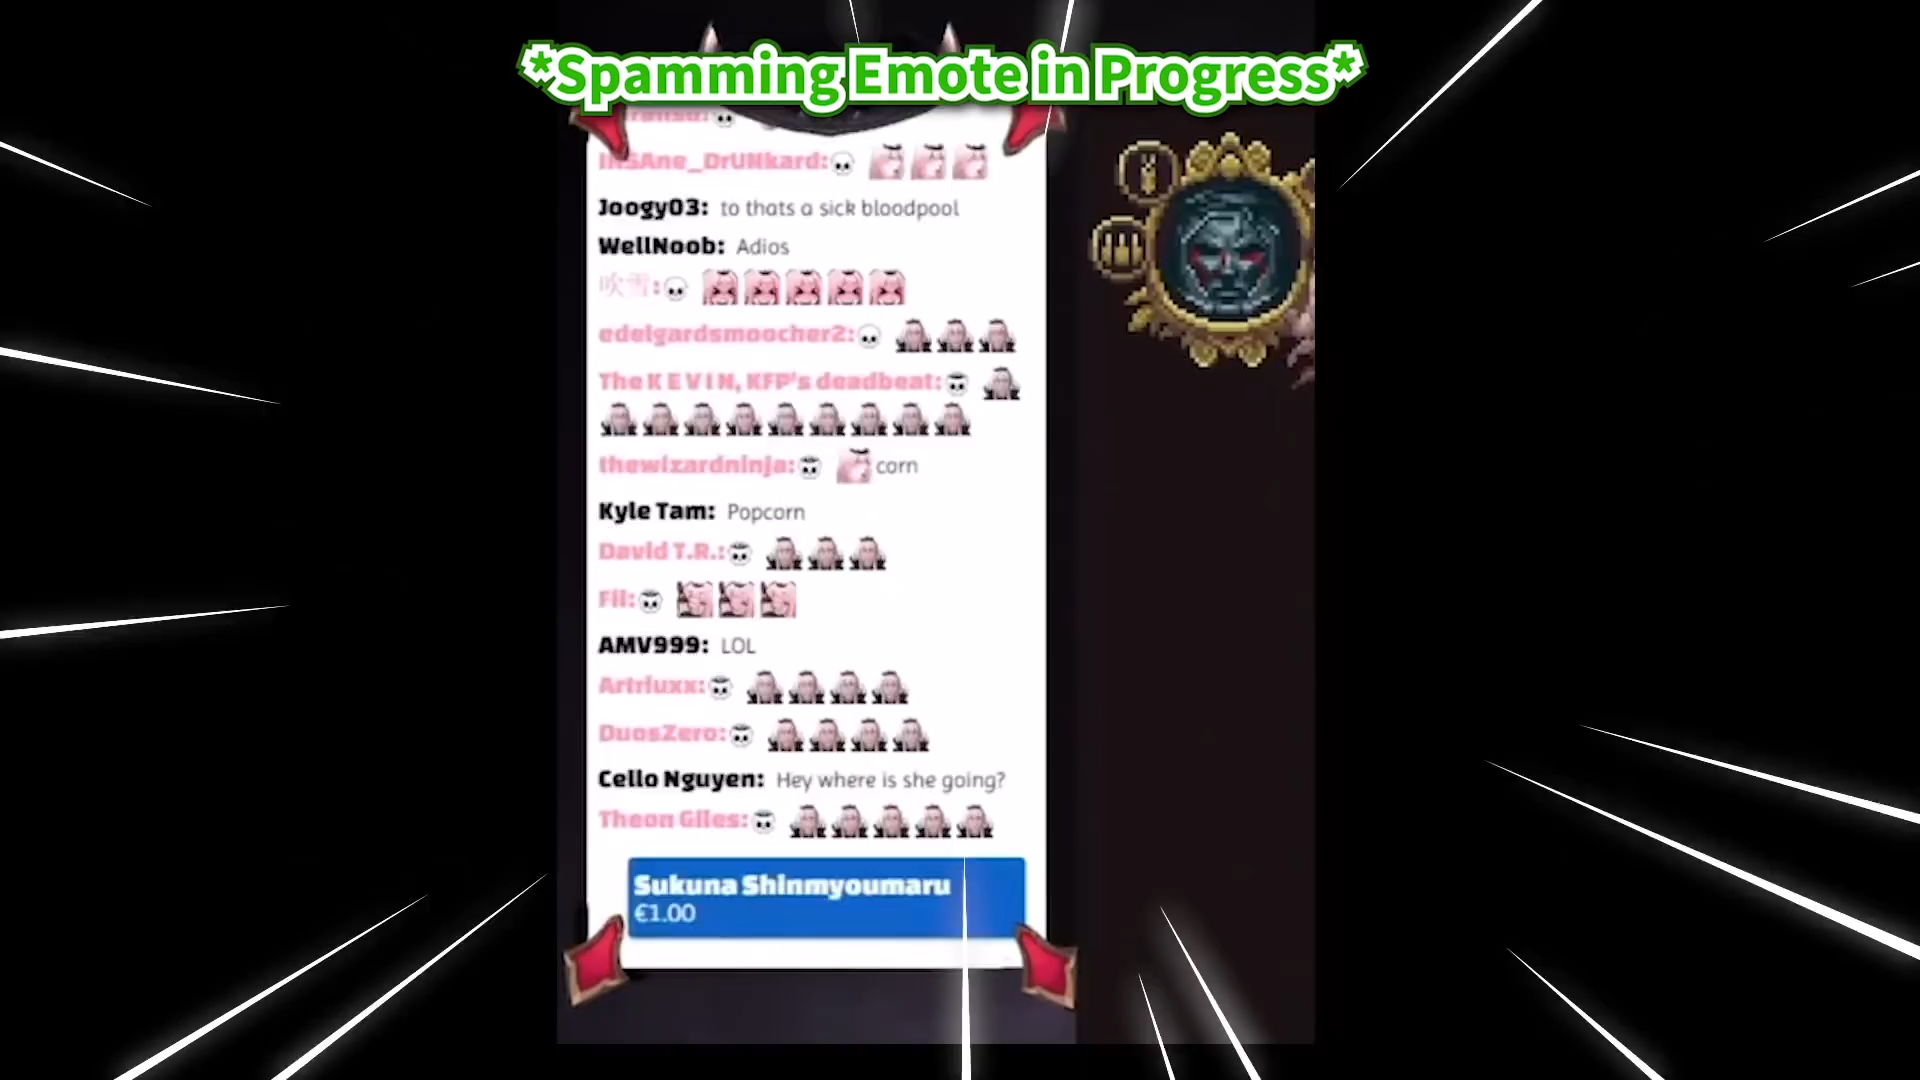 *Spamming Emote in Progress*
INSAne_DrUNkard:
Joogy03: to thats a sick bloodpool
WellNoob: Adios
吹雪:
edelgardsmoocher2:
The K E V I N, KFP's deadbeat:
thewizardninja: corn
Kyle Tam: Popcorn
David T.R.:
Fil:
AMV999: LOL
Artriuxx:
DuosZero:
Cello Nguyen: Hey where is she going?
Theon Giles:
Sukuna Shinmyoumaru
€1.00